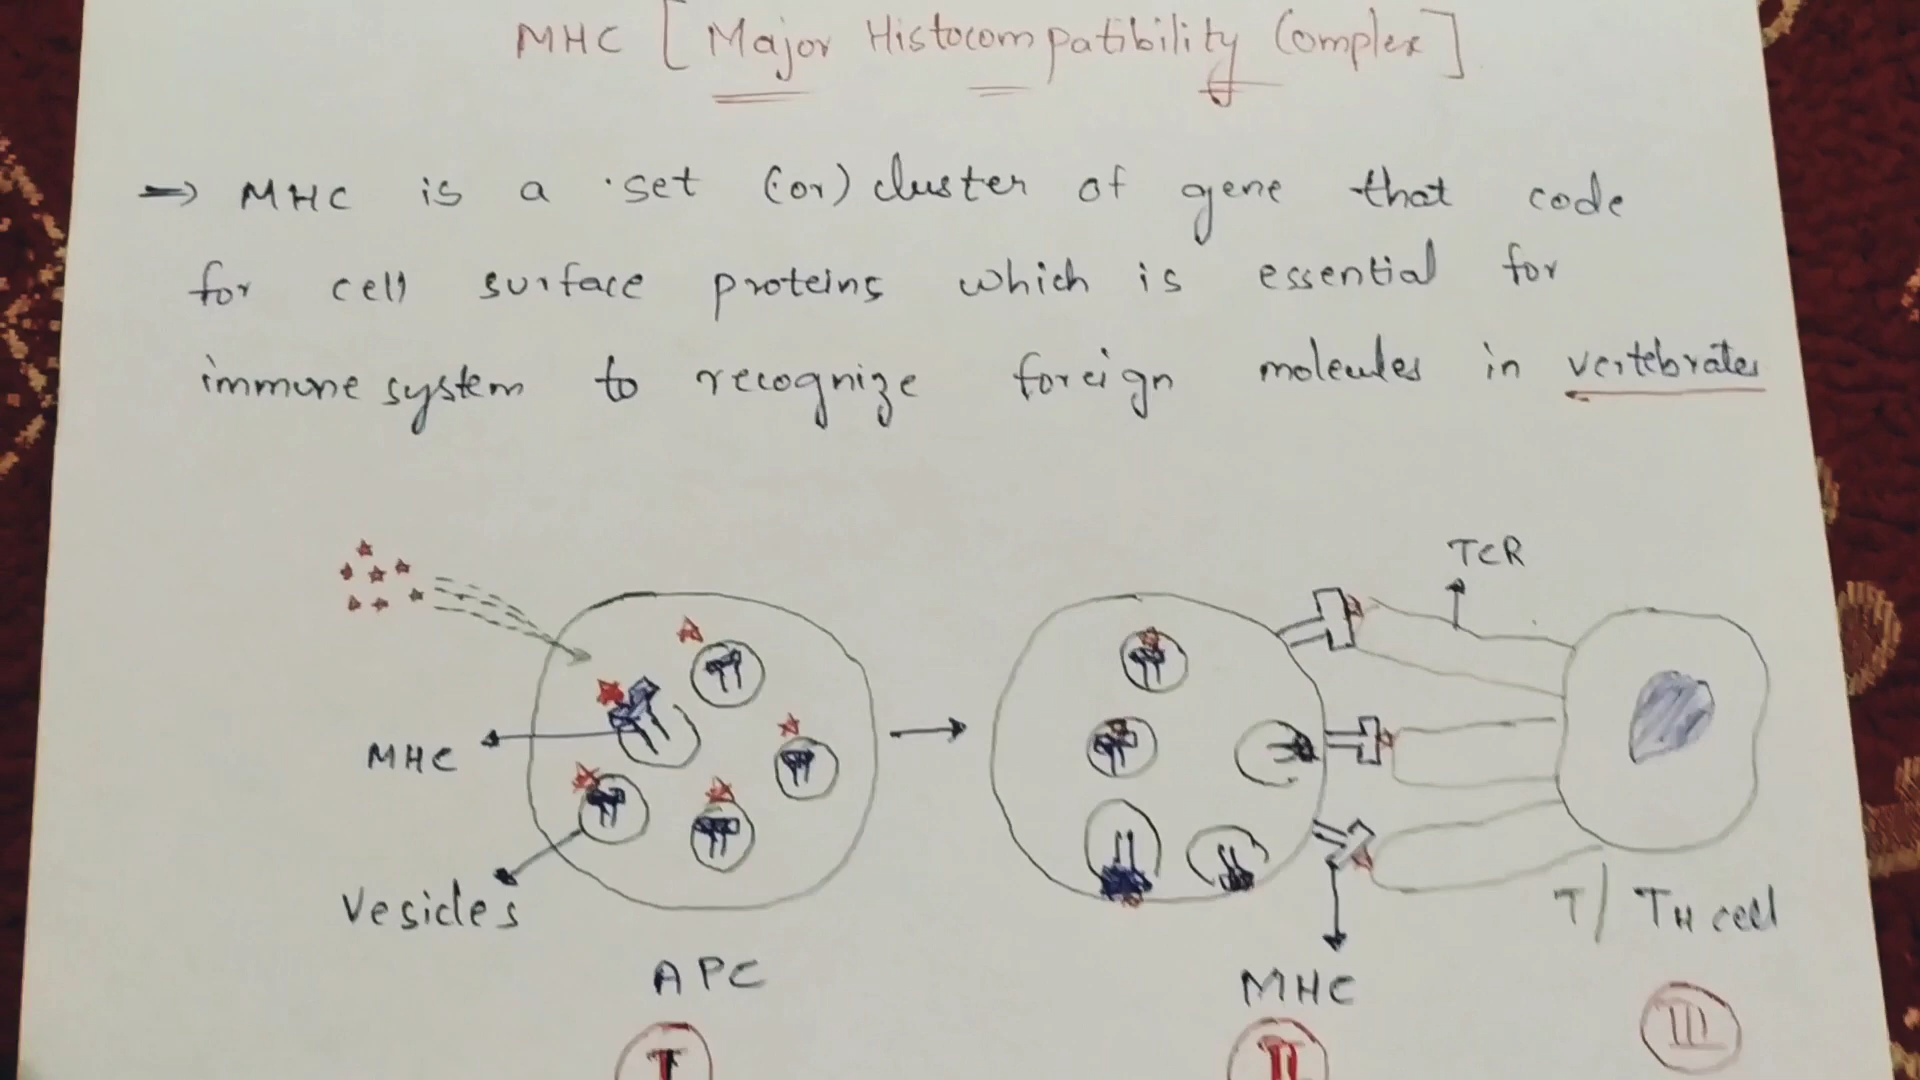 MHC [Major Histocompatibility Complex]
→ MHC is a set (or) cluster of gene that code
for cell surface proteins which is essential for
immune system to recognize foreign molecules in vertebrates
TCR
MHC
Vesicles
T/ TH cell
APC
MHC
I
II
III